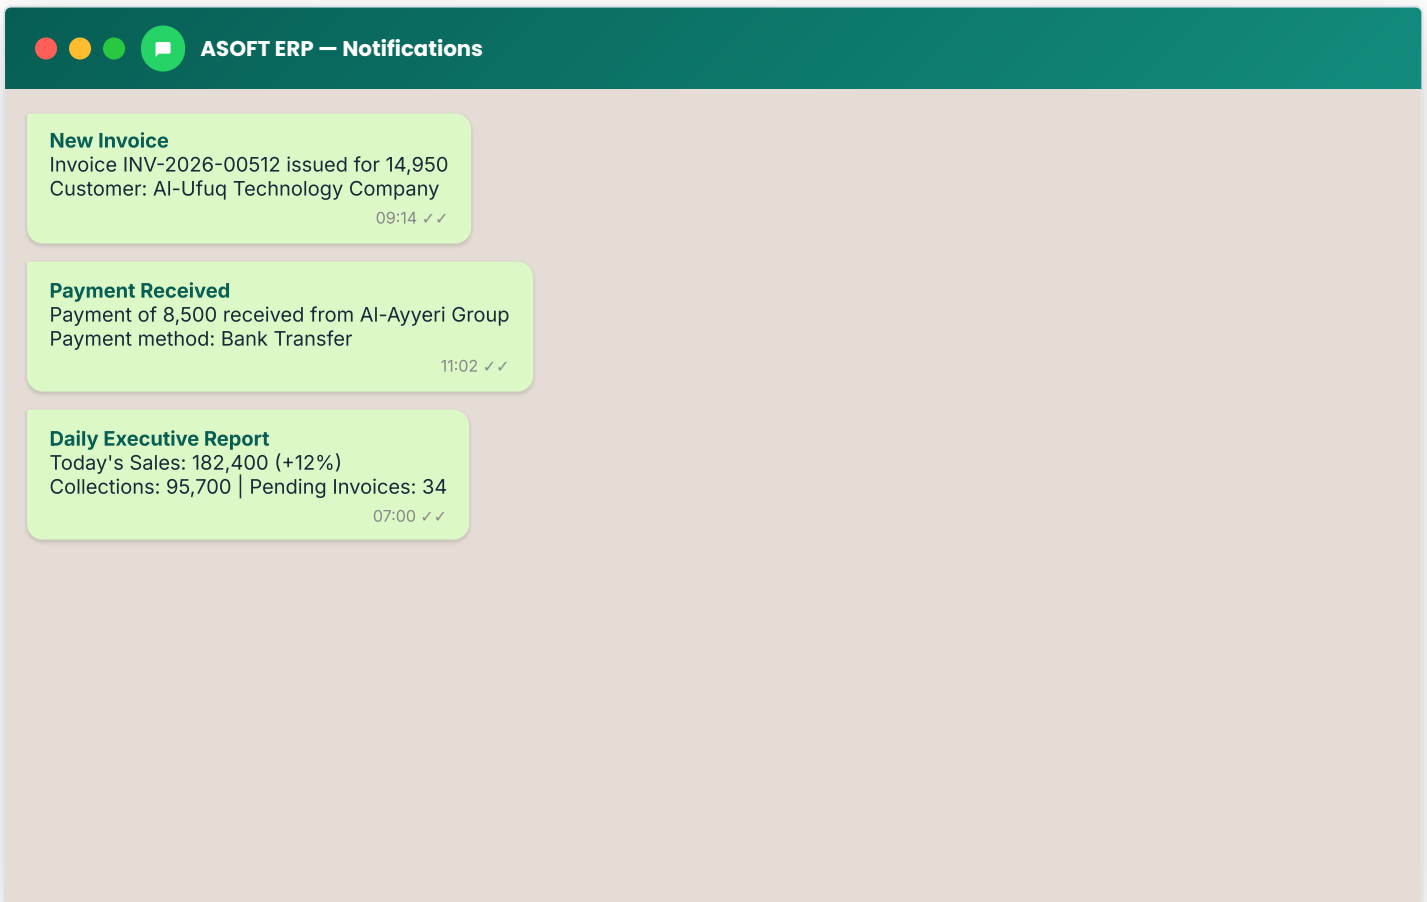 ASOFT ERP — Notifications
New Invoice
Invoice INV-2026-00512 issued for 14,950
Customer: Al-Ufuq Technology Company
09:14 ✓✓
Payment Received
Payment of 8,500 received from Al-Ayyeri Group
Payment method: Bank Transfer
11:02 ✓✓
Daily Executive Report
Today's Sales: 182,400 (+12%)
Collections: 95,700 | Pending Invoices: 34
07:00 ✓✓